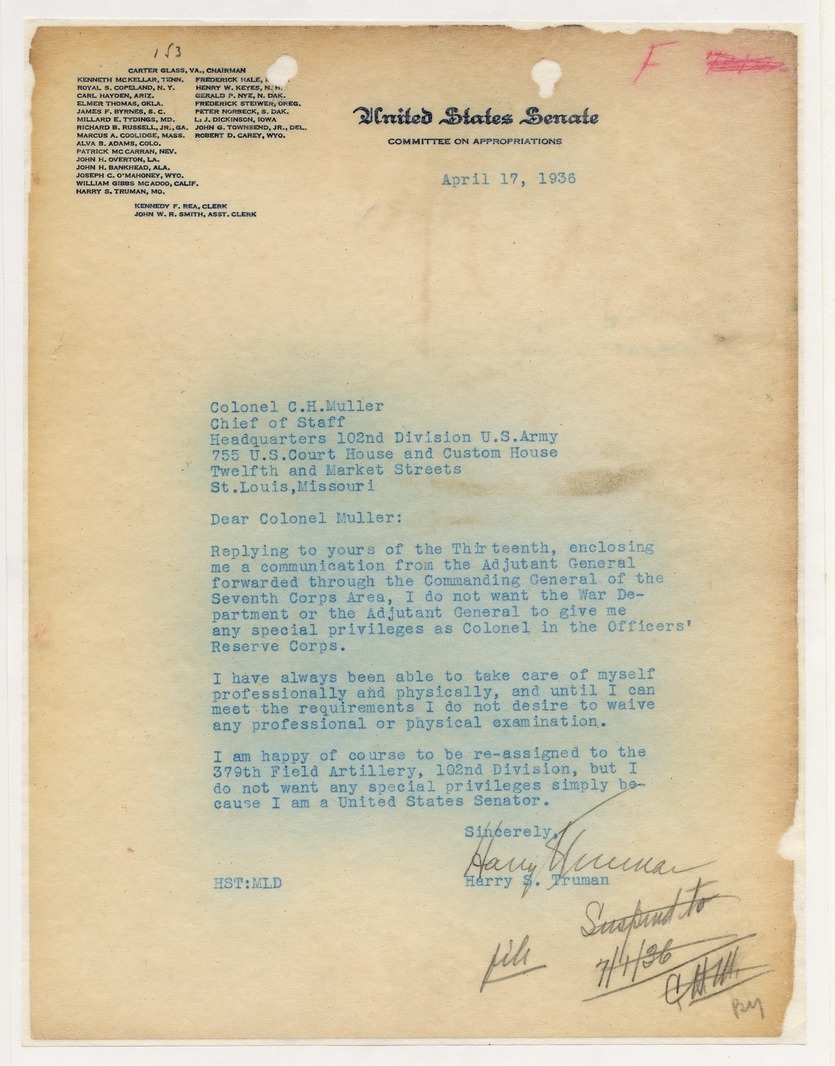 153
F
CARTER GLASS, VA., CHAIRMAN
KENNETH MCKELLAR, TENN. FREDERICK HALE,
ROYAL S. COPELAND, N. Y. HENRY W. KEYES, N. H.
CARL HAYDEN, ARIZ. GERALD P. NYE, N. DAK.
ELMER THOMAS, OKLA. FREDERICK STEIWER, OREG.
JAMES F. BYRNES, S. C. PETER NORBECK, S. DAK.
MILLARD E. TYDINGS, MD. L. J. DICKINSON, IOWA
RICHARD B. RUSSELL, JR., GA. JOHN G. TOWNSEND, JR., DEL.
MARCUS A. COOLIDGE, MASS. ROBERT D. CAREY, WYO.
ALVA B. ADAMS, COLO.
PATRICK MC CARRAN, NEV.
JOHN H. OVERTON, LA.
JOHN H. BANKHEAD, ALA.
JOSEPH C. O'MAHONEY, WYO.
WILLIAM GIBBS MC ADOO, CALIF.
HARRY S. TRUMAN, MO.
KENNEDY F. REA, CLERK
JOHN W. R. SMITH, ASST. CLERK
United States Senate
COMMITTEE ON APPROPRIATIONS
April 17, 1936
Colonel C.H.Muller
Chief of Staff
Headquarters 102nd Division U.S.Army
755 U.S.Court House and Custom House
Twelfth and Market Streets
St.Louis,Missouri
Dear Colonel Muller:
Replying to yours of the Thirteenth, enclosing
me a communication from the Adjutant General
forwarded through the Commanding General of the
Seventh Corps Area, I do not want the War De-
partment or the Adjutant General to give me
any special privileges as Colonel in the Officers'
Reserve Corps.
I have always been able to take care of myself
professionally and physically, and until I can
meet the requirements I do not desire to waive
any professional or physical examination.
I am happy of course to be re-assigned to the
379th Field Artillery, 102nd Division, but I
do not want any special privileges simply be-
cause I am a United States Senator.
Sincerely,
Harry S Truman
HST:MLD Harry S. Truman
Suspend to
file 7/1/36
CHM